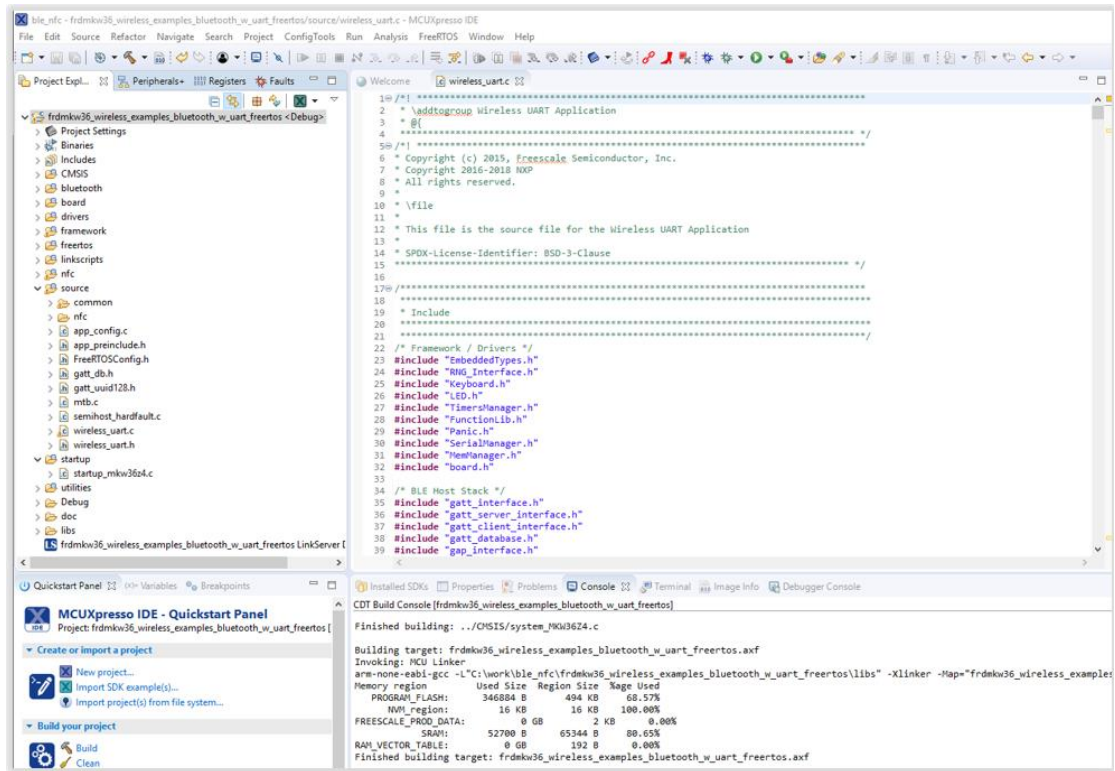 ble_nfc - frdmkw36_wireless_examples_bluetooth_w_uart_freertos/source/wireless_uart.c - MCUXpresso IDE
File Edit Source Refactor Navigate Search Project ConfigTools Run Analysis FreeRTOS Window Help
Project Expl... Peripherals+ Registers Faults
frdmkw36_wireless_examples_bluetooth_w_uart_freertos <Debug>
Project Settings
Binaries
Includes
CMSIS
bluetooth
board
drivers
framework
freertos
linkscripts
nfc
source
common
nfc
app_config.c
app_preinclude.h
FreeRTOSConfig.h
gatt_db.h
gatt_uuid128.h
mtb.c
semihost_hardfault.c
wireless_uart.c
wireless_uart.h
startup
startup_mkw36z4.c
utilities
Debug
doc
libs
LS frdmkw36_wireless_examples_bluetooth_w_uart_freertos LinkServer [
Welcome wireless_uart.c
1 /*! *********************************************************************************
2 * \addtogroup Wireless UART Application
3 * @{
4 ********************************************************************************** */
5 /*! *********************************************************************************
6 * Copyright (c) 2015, Freescale Semiconductor, Inc.
7 * Copyright 2016-2018 NXP
8 * All rights reserved.
9 *
10 * \file
11 *
12 * This file is the source file for the Wireless UART Application
13 *
14 * SPDX-License-Identifier: BSD-3-Clause
15 ********************************************************************************** */
16
17 /************************************************************************************
18 *************************************************************************************
19 * Include
20 *************************************************************************************
21 ************************************************************************************/
22 /* Framework / Drivers */
23 #include "EmbeddedTypes.h"
24 #include "RNG_Interface.h"
25 #include "Keyboard.h"
26 #include "LED.h"
27 #include "TimersManager.h"
28 #include "FunctionLib.h"
29 #include "Panic.h"
30 #include "SerialManager.h"
31 #include "MemManager.h"
32 #include "board.h"
33
34 /* BLE Host Stack */
35 #include "gatt_interface.h"
36 #include "gatt_server_interface.h"
37 #include "gatt_client_interface.h"
38 #include "gatt_database.h"
39 #include "gap_interface.h"
Quickstart Panel (x)= Variables Breakpoints
IDE
MCUXpresso IDE - Quickstart Panel
Project: frdmkw36_wireless_examples_bluetooth_w_uart_freertos [
Create or import a project
New project...
Import SDK example(s)...
Import project(s) from file system...
Build your project
Build
Clean
Installed SDKs Properties Problems Console Terminal Image Info Debugger Console
CDT Build Console [frdmkw36_wireless_examples_bluetooth_w_uart_freertos]
Finished building: ../CMSIS/system_MKW36Z4.c
Building target: frdmkw36_wireless_examples_bluetooth_w_uart_freertos.axf
Invoking: MCU Linker
arm-none-eabi-gcc -L"C:\work\ble_nfc\frdmkw36_wireless_examples_bluetooth_w_uart_freertos\libs" -Xlinker -Map="frdmkw36_wireless_examples
Memory region Used Size Region Size %age Used
PROGRAM_FLASH: 346884 B 494 KB 68.57%
NVM_region: 16 KB 16 KB 100.00%
FREESCALE_PROD_DATA: 0 GB 2 KB 0.00%
SRAM: 52700 B 65344 B 80.65%
RAM_VECTOR_TABLE: 0 GB 192 B 0.00%
Finished building target: frdmkw36_wireless_examples_bluetooth_w_uart_freertos.axf